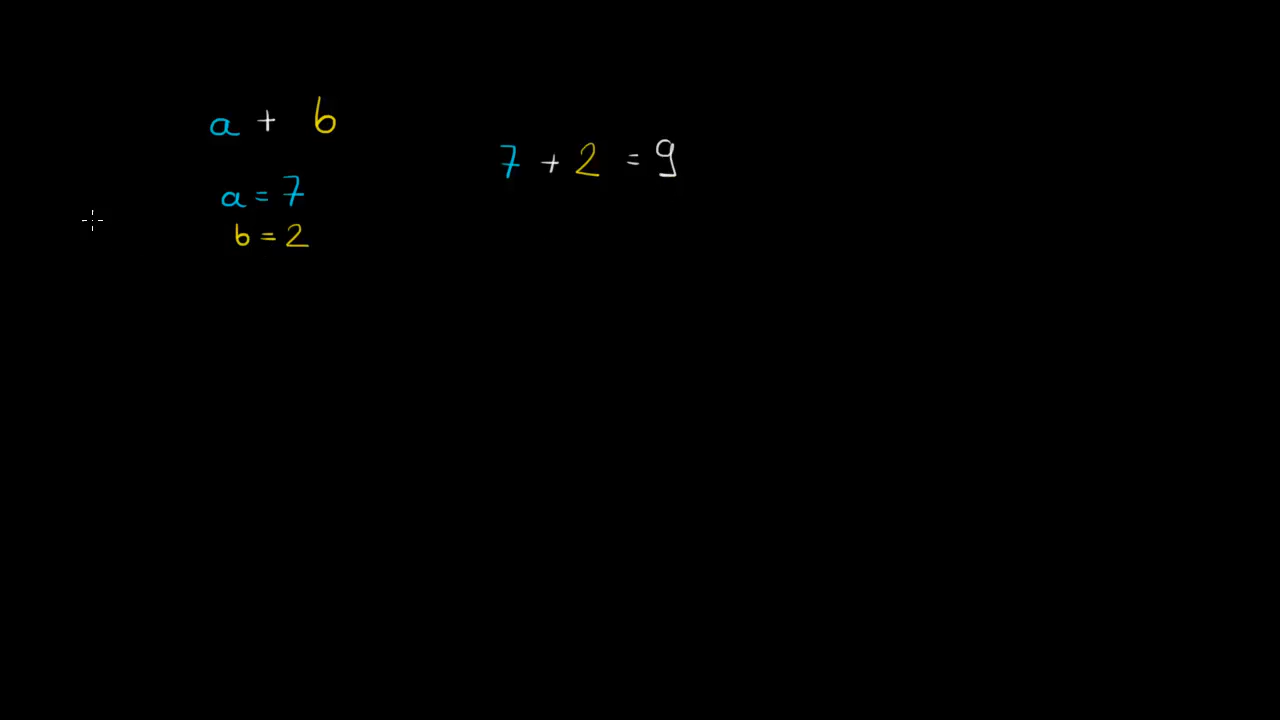 a + b
7 + 2 = 9
a = 7
b = 2